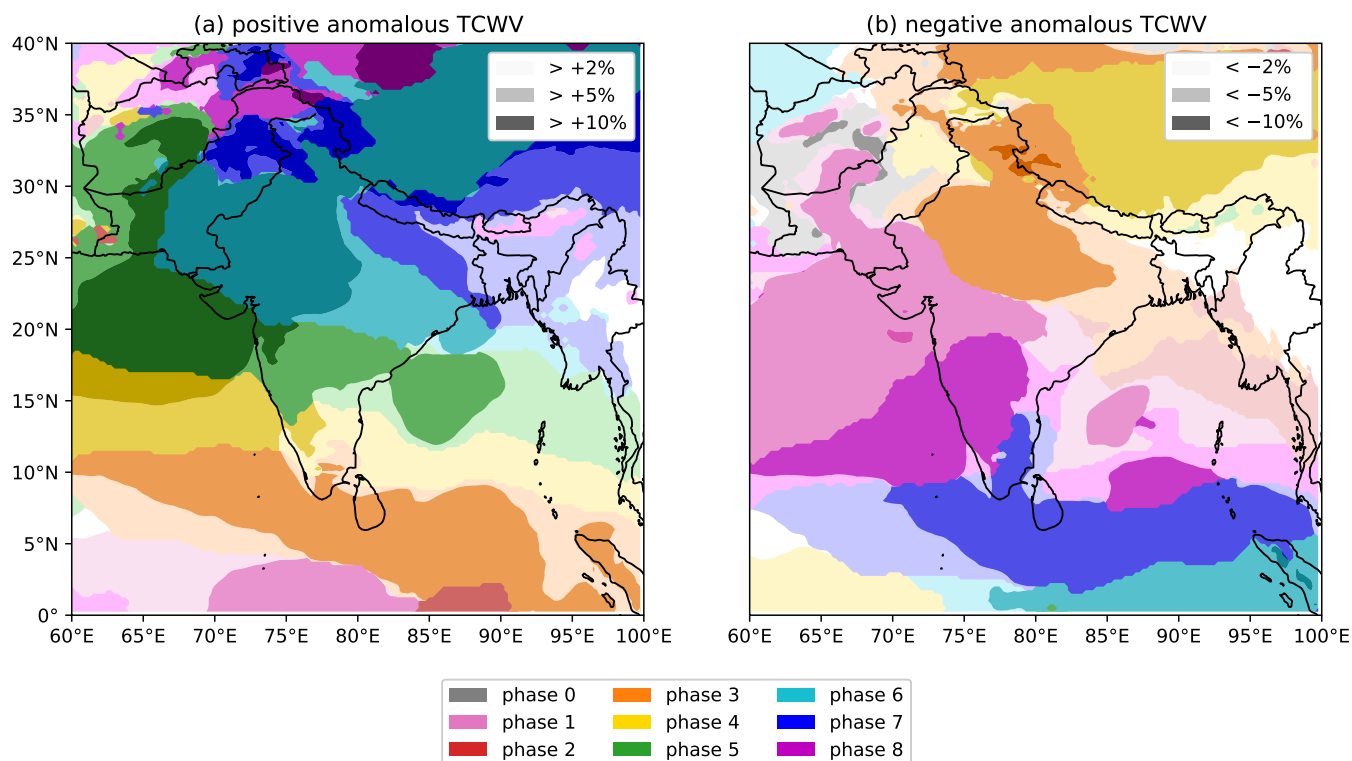 (a) positive anomalous TCWV
(b) negative anomalous TCWV
40°N
35°N
30°N
25°N
20°N
15°N
10°N
5°N
0°
> +2%
> +5%
> +10%
< −2%
< −5%
< −10%
60°E 65°E 70°E 75°E 80°E 85°E 90°E 95°E 100°E
60°E 65°E 70°E 75°E 80°E 85°E 90°E 95°E 100°E
phase 0 phase 3 phase 6
phase 1 phase 4 phase 7
phase 2 phase 5 phase 8